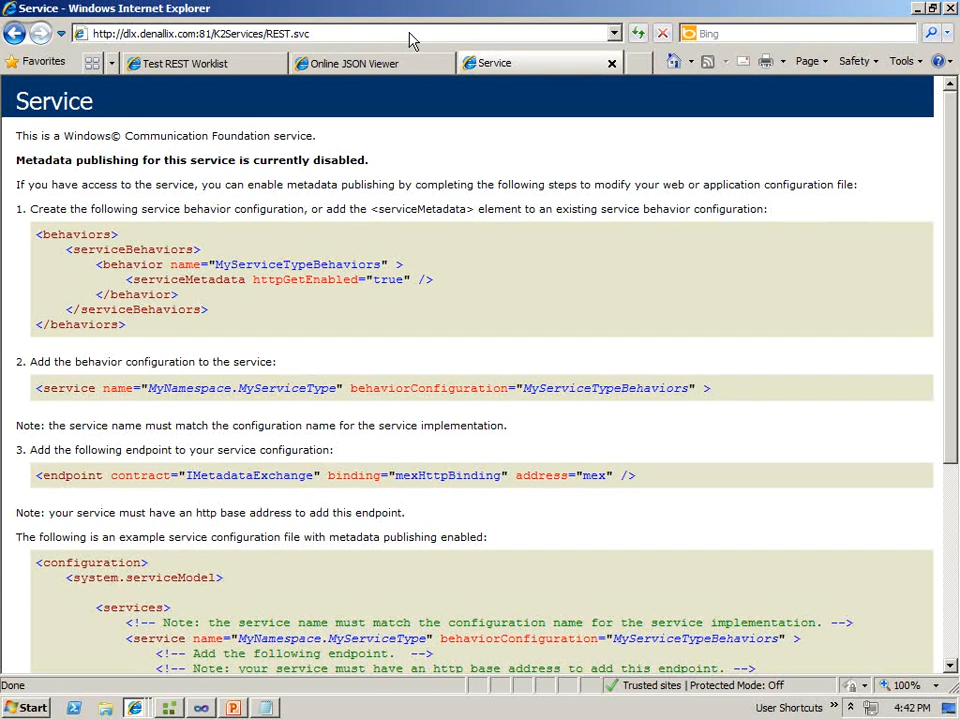 Service - Windows Internet Explorer
http://dlx.denallix.com:81/K2Services/REST.svc
Bing
Favorites
Test REST Worklist
Online JSON Viewer
Service
Page
Safety
Tools
Service
This is a Windows© Communication Foundation service.
Metadata publishing for this service is currently disabled.
If you have access to the service, you can enable metadata publishing by completing the following steps to modify your web or application configuration file:
1. Create the following service behavior configuration, or add the <serviceMetadata> element to an existing service behavior configuration:
<behaviors>
<serviceBehaviors>
<behavior name="MyServiceTypeBehaviors" >
<serviceMetadata httpGetEnabled="true" />
</behavior>
</serviceBehaviors>
</behaviors>
2. Add the behavior configuration to the service:
<service name="MyNamespace.MyServiceType" behaviorConfiguration="MyServiceTypeBehaviors" >
Note: the service name must match the configuration name for the service implementation.
3. Add the following endpoint to your service configuration:
<endpoint contract="IMetadataExchange" binding="mexHttpBinding" address="mex" />
Note: your service must have an http base address to add this endpoint.
The following is an example service configuration file with metadata publishing enabled:
<configuration>
<system.serviceModel>
<services>
<!-- Note: the service name must match the configuration name for the service implementation. -->
<service name="MyNamespace.MyServiceType" behaviorConfiguration="MyServiceTypeBehaviors" >
<!-- Add the following endpoint. -->
<!-- Note: your service must have an http base address to add this endpoint. -->
Done
Trusted sites | Protected Mode: Off
100%
Start
User Shortcuts
4:42 PM